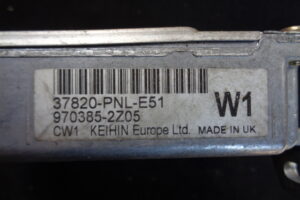 37820-PNL-E51
970385-2Z05
W1
CW1 KEIHIN Europe Ltd. MADE IN UK